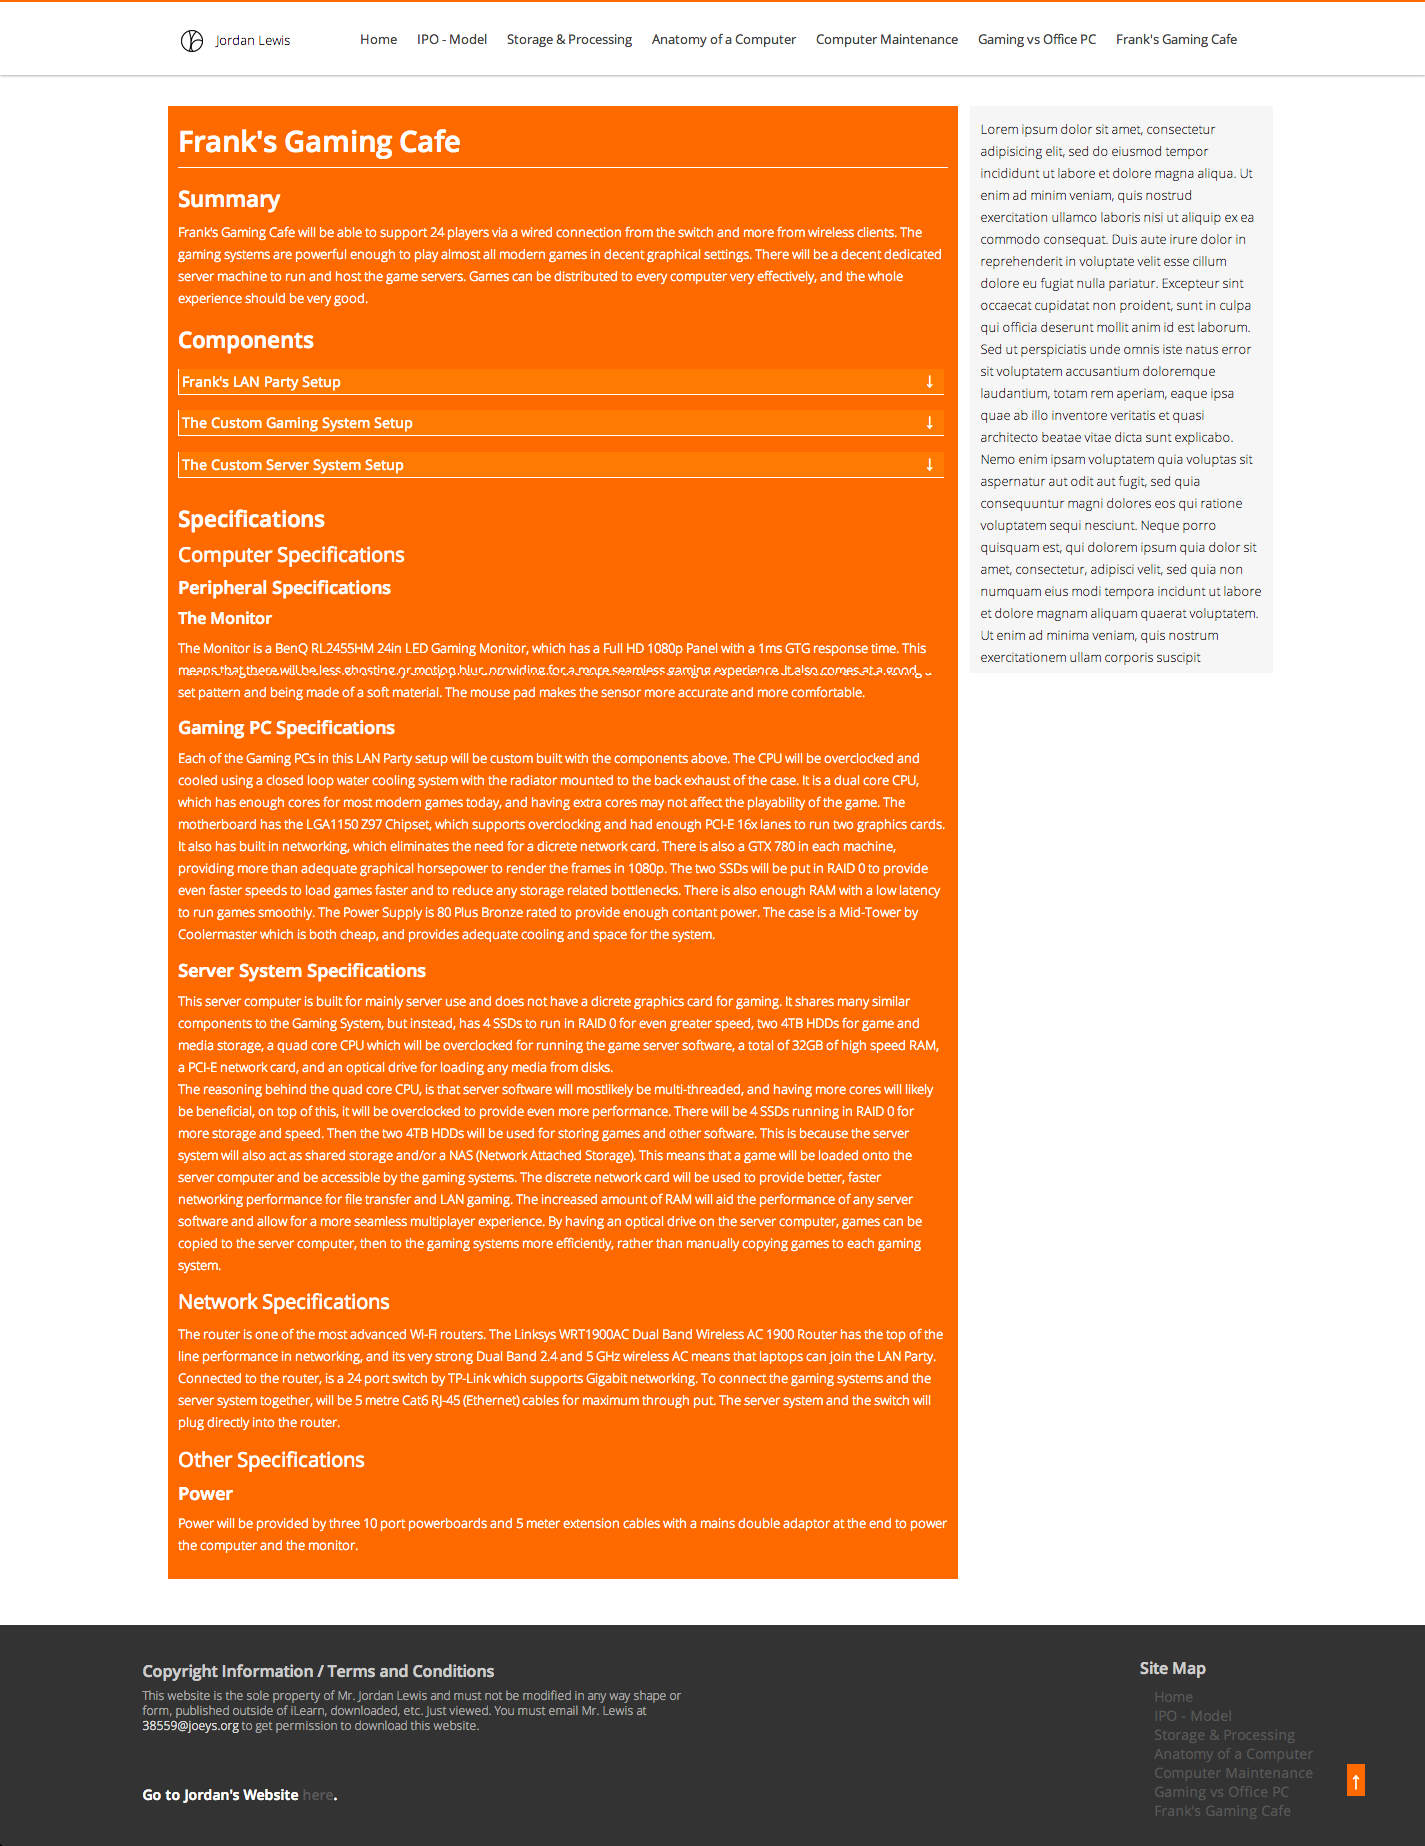 Jordan Lewis
Home IPO - Model Storage & Processing Anatomy of a Computer Computer Maintenance Gaming vs Office PC Frank's Gaming Cafe
Frank's Gaming Cafe
Summary
Frank's Gaming Cafe will be able to support 24 players via a wired connection from the switch and more from wireless clients. The
gaming systems are powerful enough to play almost all modern games in decent graphical settings. There will be a decent dedicated
server machine to run and host the game servers. Games can be distributed to every computer very effectively, and the whole
experience should be very good.
Components
Frank's LAN Party Setup ↓
The Custom Gaming System Setup ↓
The Custom Server System Setup ↓
Specifications
Computer Specifications
Peripheral Specifications
The Monitor
The Monitor is a BenQ RL2455HM 24in LED Gaming Monitor, which has a Full HD 1080p Panel with a 1ms GTG response time. This
means that there will be less ghosting or motion blur, providing for a more seamless gaming experience. It also comes at a good
set pattern and being made of a soft material. The mouse pad makes the sensor more accurate and more comfortable.
Gaming PC Specifications
Each of the Gaming PCs in this LAN Party setup will be custom built with the components above. The CPU will be overclocked and
cooled using a closed loop water cooling system with the radiator mounted to the back exhaust of the case. It is a dual core CPU,
which has enough cores for most modern games today, and having extra cores may not affect the playability of the game. The
motherboard has the LGA1150 Z97 Chipset, which supports overclocking and had enough PCI-E 16x lanes to run two graphics cards.
It also has built in networking, which eliminates the need for a dicrete network card. There is also a GTX 780 in each machine,
providing more than adequate graphical horsepower to render the frames in 1080p. The two SSDs will be put in RAID 0 to provide
even faster speeds to load games faster and to reduce any storage related bottlenecks. There is also enough RAM with a low latency
to run games smoothly. The Power Supply is 80 Plus Bronze rated to provide enough contant power. The case is a Mid-Tower by
Coolermaster which is both cheap, and provides adequate cooling and space for the system.
Server System Specifications
This server computer is built for mainly server use and does not have a dicrete graphics card for gaming. It shares many similar
components to the Gaming System, but instead, has 4 SSDs to run in RAID 0 for even greater speed, two 4TB HDDs for game and
media storage, a quad core CPU which will be overclocked for running the game server software, a total of 32GB of high speed RAM,
a PCI-E network card, and an optical drive for loading any media from disks.
The reasoning behind the quad core CPU, is that server software will mostlikely be multi-threaded, and having more cores will likely
be beneficial, on top of this, it will be overclocked to provide even more performance. There will be 4 SSDs running in RAID 0 for
more storage and speed. Then the two 4TB HDDs will be used for storing games and other software. This is because the server
system will also act as shared storage and/or a NAS (Network Attached Storage). This means that a game will be loaded onto the
server computer and be accessible by the gaming systems. The discrete network card will be used to provide better, faster
networking performance for file transfer and LAN gaming. The increased amount of RAM will aid the performance of any server
software and allow for a more seamless multiplayer experience. By having an optical drive on the server computer, games can be
copied to the server computer, then to the gaming systems more efficiently, rather than manually copying games to each gaming
system.
Network Specifications
The router is one of the most advanced Wi-Fi routers. The Linksys WRT1900AC Dual Band Wireless AC 1900 Router has the top of the
line performance in networking, and its very strong Dual Band 2.4 and 5 GHz wireless AC means that laptops can join the LAN Party.
Connected to the router, is a 24 port switch by TP-Link which supports Gigabit networking. To connect the gaming systems and the
server system together, will be 5 metre Cat6 RJ-45 (Ethernet) cables for maximum through put. The server system and the switch will
plug directly into the router.
Other Specifications
Power
Power will be provided by three 10 port powerboards and 5 meter extension cables with a mains double adaptor at the end to power
the computer and the monitor.
Lorem ipsum dolor sit amet, consectetur
adipisicing elit, sed do eiusmod tempor
incididunt ut labore et dolore magna aliqua. Ut
enim ad minim veniam, quis nostrud
exercitation ullamco laboris nisi ut aliquip ex ea
commodo consequat. Duis aute irure dolor in
reprehenderit in voluptate velit esse cillum
dolore eu fugiat nulla pariatur. Excepteur sint
occaecat cupidatat non proident, sunt in culpa
qui officia deserunt mollit anim id est laborum.
Sed ut perspiciatis unde omnis iste natus error
sit voluptatem accusantium doloremque
laudantium, totam rem aperiam, eaque ipsa
quae ab illo inventore veritatis et quasi
architecto beatae vitae dicta sunt explicabo.
Nemo enim ipsam voluptatem quia voluptas sit
aspernatur aut odit aut fugit, sed quia
consequuntur magni dolores eos qui ratione
voluptatem sequi nesciunt. Neque porro
quisquam est, qui dolorem ipsum quia dolor sit
amet, consectetur, adipisci velit, sed quia non
numquam eius modi tempora incidunt ut labore
et dolore magnam aliquam quaerat voluptatem.
Ut enim ad minima veniam, quis nostrum
exercitationem ullam corporis suscipit
Copyright Information / Terms and Conditions
This website is the sole property of Mr. Jordan Lewis and must not be modified in any way shape or
form, published outside of iLearn, downloaded, etc. Just viewed. You must email Mr. Lewis at
38559@joeys.org to get permission to download this website.
Go to Jordan's Website here.
Site Map
Home
IPO - Model
Storage & Processing
Anatomy of a Computer
Computer Maintenance
Gaming vs Office PC
Frank's Gaming Cafe
↑